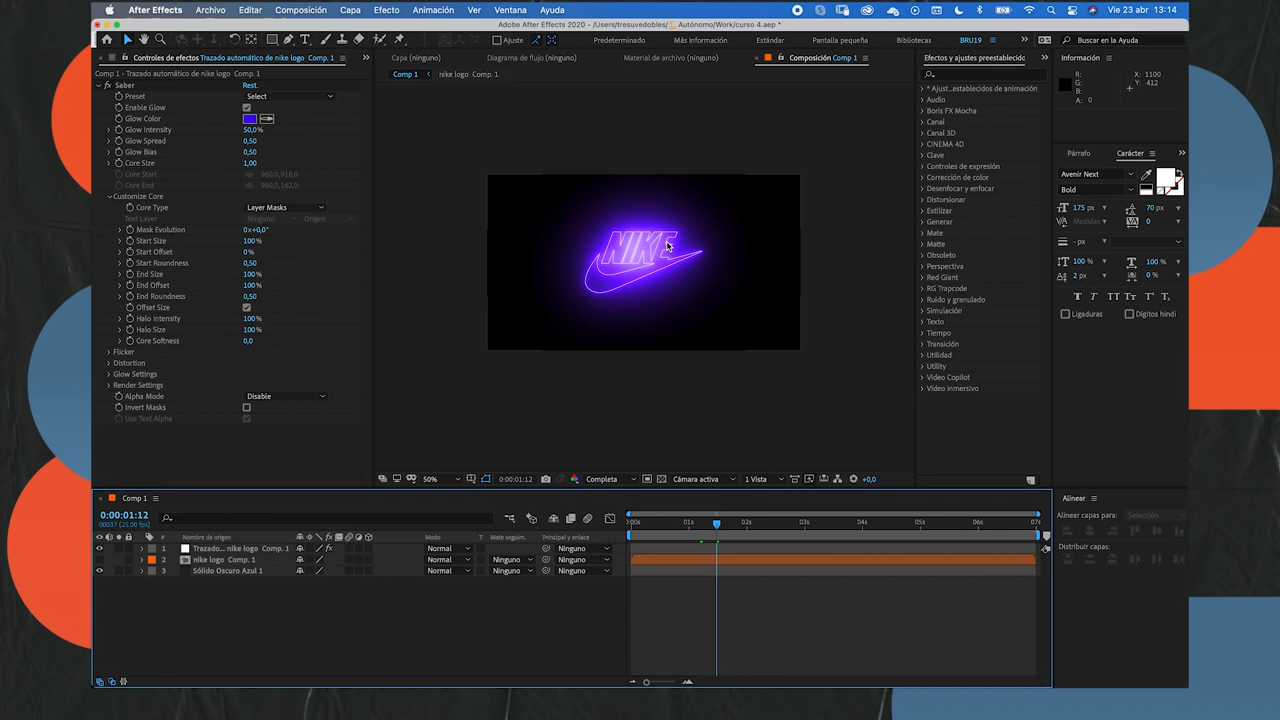 After Effects Archivo Editar Composición Capa Efecto Animación Ver Ventana Ayuda Vie 23 abr 13:14
Adobe After Effects 2020 - /Users/tresuvedobles/ Autónomo/Work/curso 4.aep *
Ajuste Predeterminado Más información Estándar Pantalla pequeña Bibliotecas BRU19 Buscar en la Ayuda
Controles de efectos Trazado automático de nike logo Comp. 1
Comp 1 • Trazado automático de nike logo Comp. 1
fx Saber Rest.
Preset Select
Enable Glow
Glow Color
Glow Intensity 50,0%
Glow Spread 0,50
Glow Bias 0,50
Core Size 1,00
Core Start 960,0,918,0
Core End 960,0,162,0
Customize Core
Core Type Layer Masks
Text Layer Ninguno Origen
Mask Evolution 0x+0,0°
Start Size 100%
Start Offset 0%
Start Roundness 0,50
End Size 100%
End Offset 100%
End Roundness 0,50
Offset Size
Halo Intensity 100%
Halo Size 100%
Core Softness 0,0
Flicker
Distortion
Glow Settings
Render Settings
Alpha Mode Disable
Invert Masks
Use Text Alpha
Capa (ninguno) Diagrama de flujo (ninguno) Material de archivo (ninguno) Composición Comp 1
Comp 1 nike logo Comp. 1
NIKE
50% 0:00:01:12 Completa Cámara activa 1 Vista +0,0
Efectos y ajustes preestablecidc
* Ajust...establecidos de animación
Audio
Boris FX Mocha
Canal
Canal 3D
CINEMA 4D
Clave
Controles de expresión
Corrección de color
Desenfocar y enfocar
Distorsionar
Estilizar
Generar
Mate
Matte
Obsoleto
Perspectiva
Red Giant
RG Trapcode
Ruido y granulado
Simulación
Texto
Tiempo
Transición
Utilidad
Utility
Video Copilot
Vídeo inmersivo
Información
R: X: 1100
G: Y: 412
B:
A: 0
Párrafo Carácter
Avenir Next
Bold
175 px 70 px
Medidas 0
- px
100 % 100 %
2 px 0 %
T T TT Tт T¹ T₁
Ligaduras Dígitos hindi
Comp 1
0:00:01:12
00037 (25.00 fps)
# Nombre de origen fx Modo T Mate seguim. Principal y enlace
1 Trazado... nike logo Comp. 1 fx Normal Ninguno
2 nike logo Comp. 1 Normal Ninguno Ninguno
3 Sólido Oscuro Azul 1 Normal Ninguno Ninguno
:00s 01s 02s 03s 04s 05s 06s 07s
Alinear
Alinear capas para: Selección
Distribuir capas: